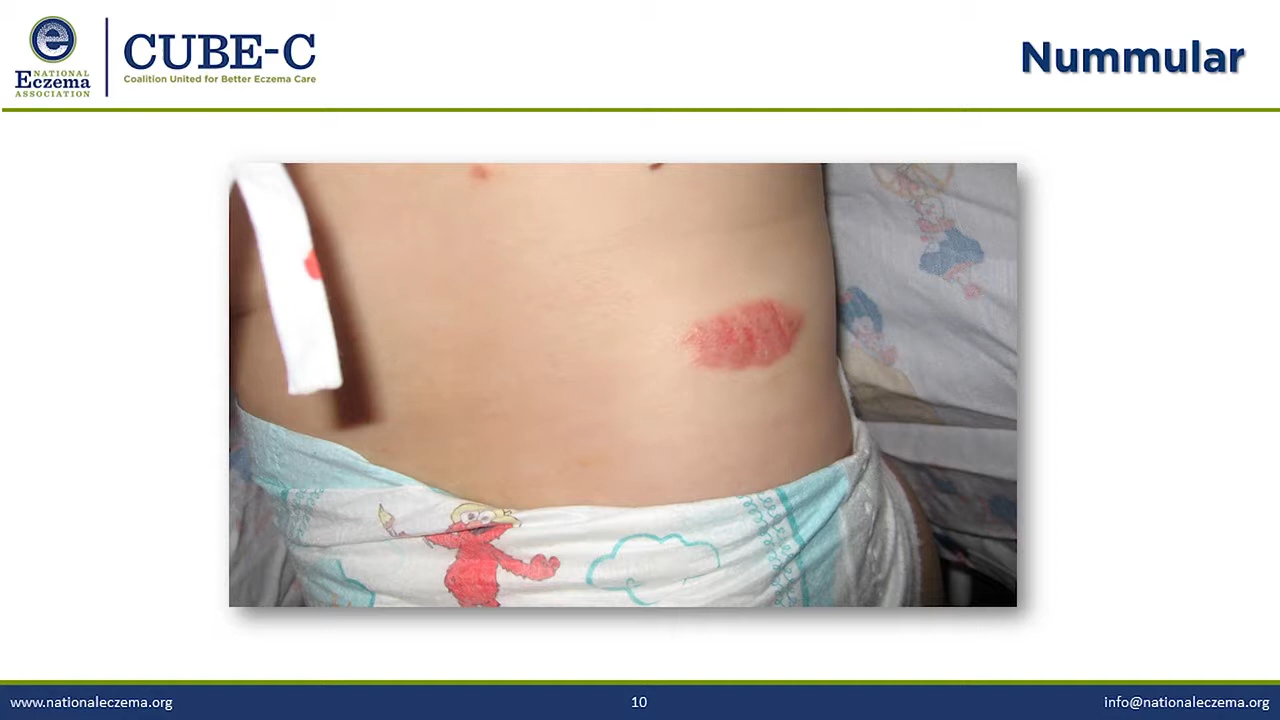 NATIONAL
Eczema
ASSOCIATION
CUBE-C
Coalition United for Better Eczema Care
Nummular
www.nationaleczema.org
10
info@nationaleczema.org